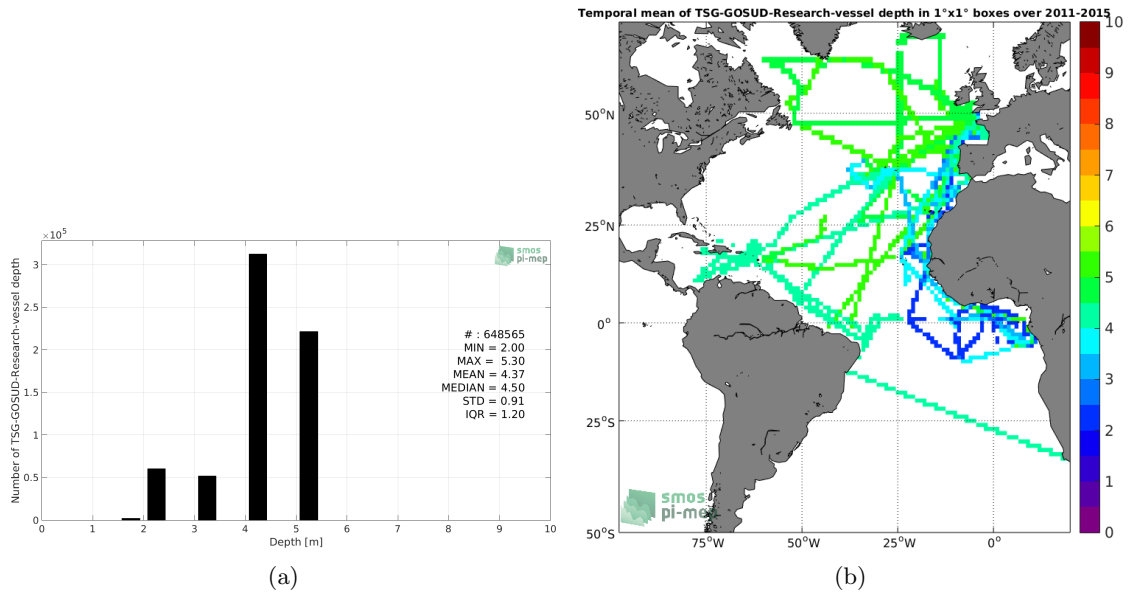 ×10⁵
3
2.5
2
1.5
1
0.5
0
Number of TSG-GOSUD-Research-vessel depth
smos
pi-mep
# : 648565
MIN = 2.00
MAX = 5.30
MEAN = 4.37
MEDIAN = 4.50
STD = 0.91
IQR = 1.20
0 1 2 3 4 5 6 7 8 9 10
Depth [m]
(a)
Temporal mean of TSG-GOSUD-Research-vessel depth in 1°x1° boxes over 2011-2015
50°N
25°N
0°
25°S
50°S
75°W 50°W 25°W 0°
smos
pi-mep
10
9
8
7
6
5
4
3
2
1
0
(b)